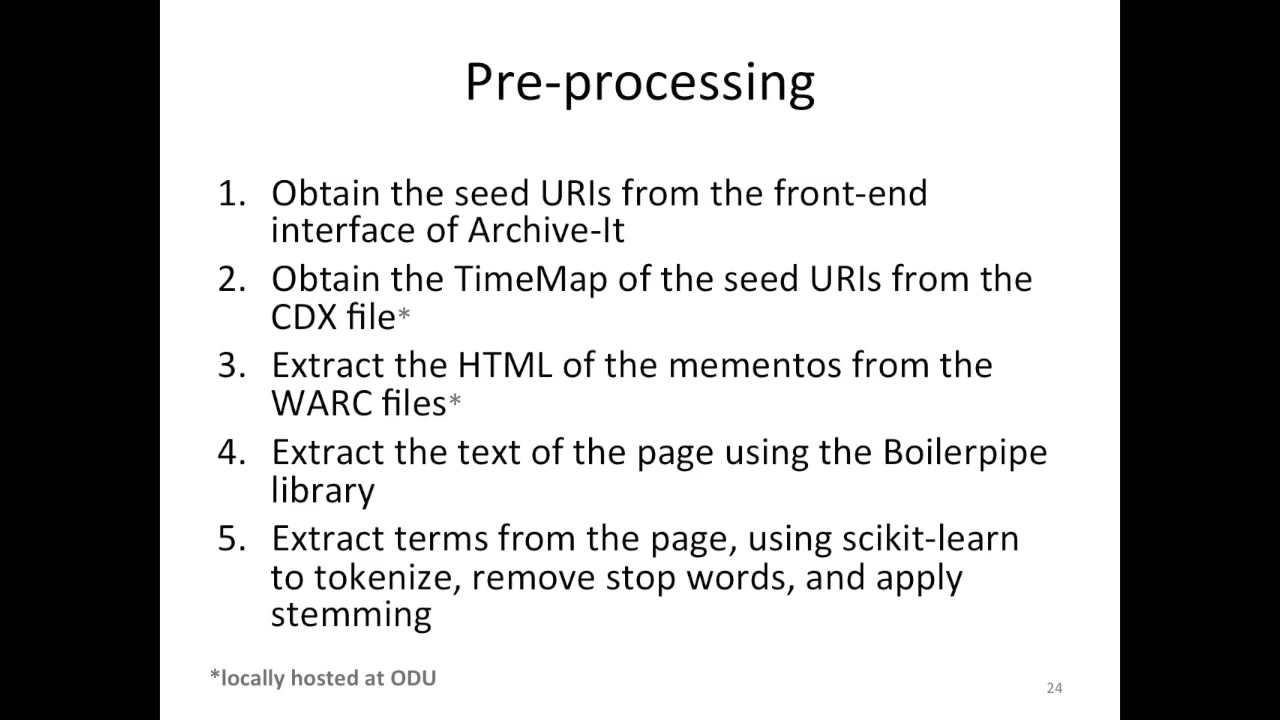 Pre-processing
1. Obtain the seed URIs from the front-end
interface of Archive-It
2. Obtain the TimeMap of the seed URIs from the
CDX file*
3. Extract the HTML of the mementos from the
WARC files*
4. Extract the text of the page using the Boilerpipe
library
5. Extract terms from the page, using scikit-learn
to tokenize, remove stop words, and apply
stemming
*locally hosted at ODU
24